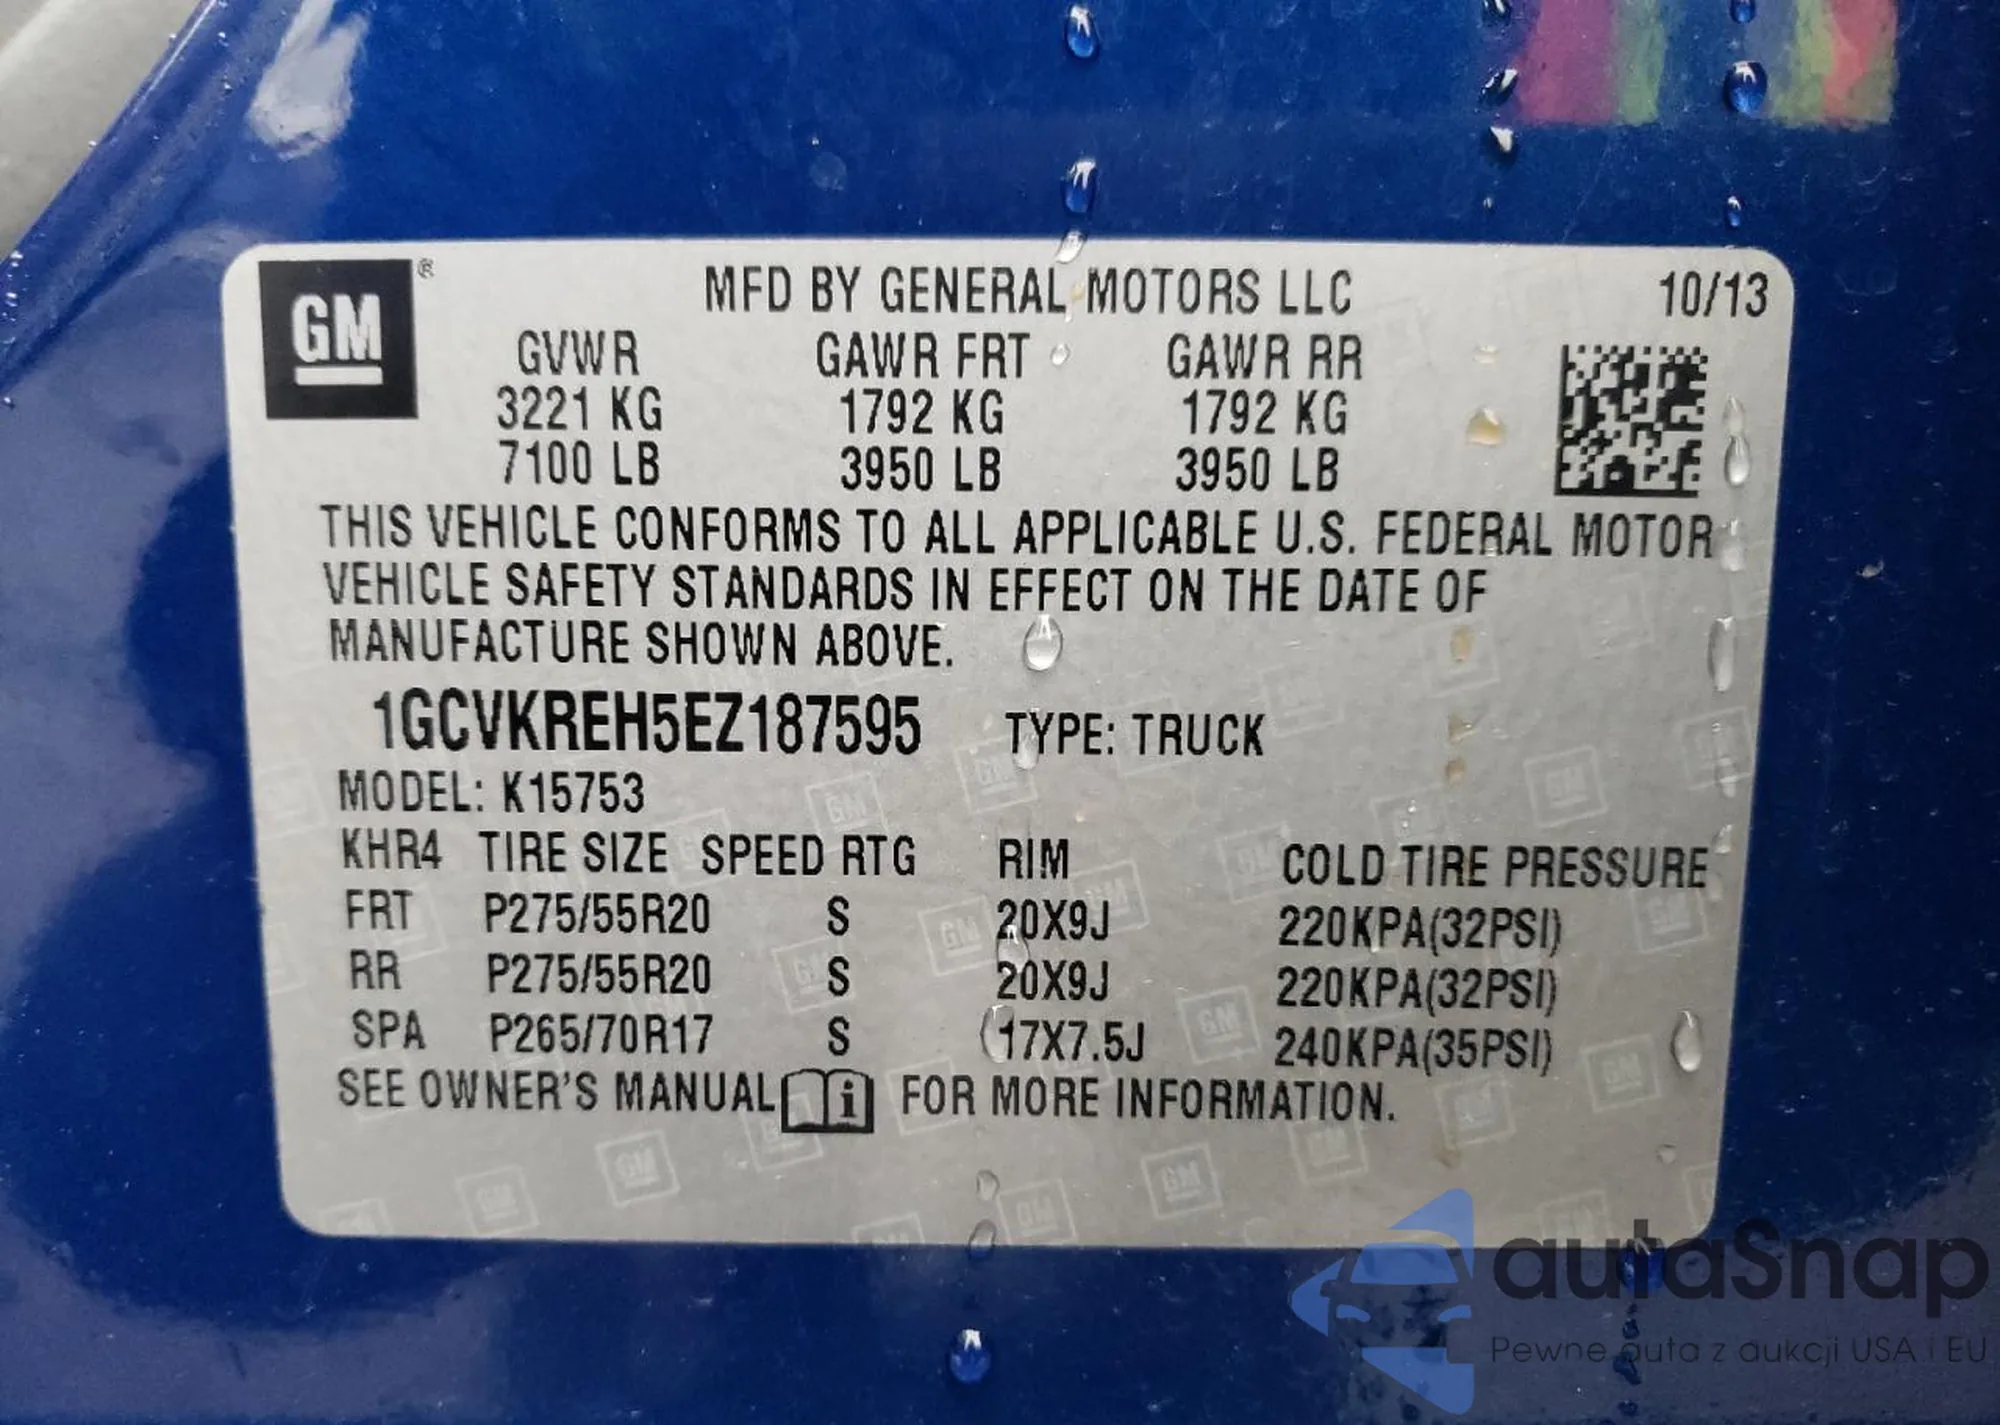 GM®
MFD BY GENERAL MOTORS LLC 10/13
GVWR GAWR FRT GAWR RR
3221 KG 1792 KG 1792 KG
7100 LB 3950 LB 3950 LB
THIS VEHICLE CONFORMS TO ALL APPLICABLE U.S. FEDERAL MOTOR
VEHICLE SAFETY STANDARDS IN EFFECT ON THE DATE OF
MANUFACTURE SHOWN ABOVE.
1GCVKREH5EZ187595 TYPE: TRUCK
MODEL: K15753
KHR4 TIRE SIZE SPEED RTG RIM COLD TIRE PRESSURE
FRT P275/55R20 S 20X9J 220KPA(32PSI)
RR P275/55R20 S 20X9J 220KPA(32PSI)
SPA P265/70R17 S 17X7.5J 240KPA(35PSI)
SEE OWNER'S MANUAL i FOR MORE INFORMATION.
autaSnap
Pewne auta z aukcji USA i EU